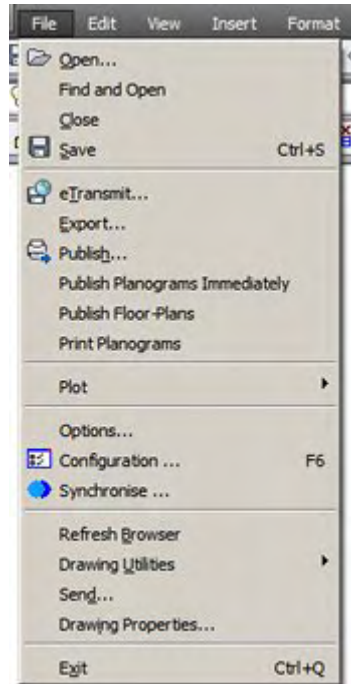 File Edit View Insert Format
Open...
Find and Open
Close
Save Ctrl+S
eTransmit...
Export...
Publish...
Publish Planograms Immediately
Publish Floor-Plans
Print Planograms
Plot
Options...
Configuration ... F6
Synchronise ...
Refresh Browser
Drawing Utilities
Send...
Drawing Properties...
Exit Ctrl+Q